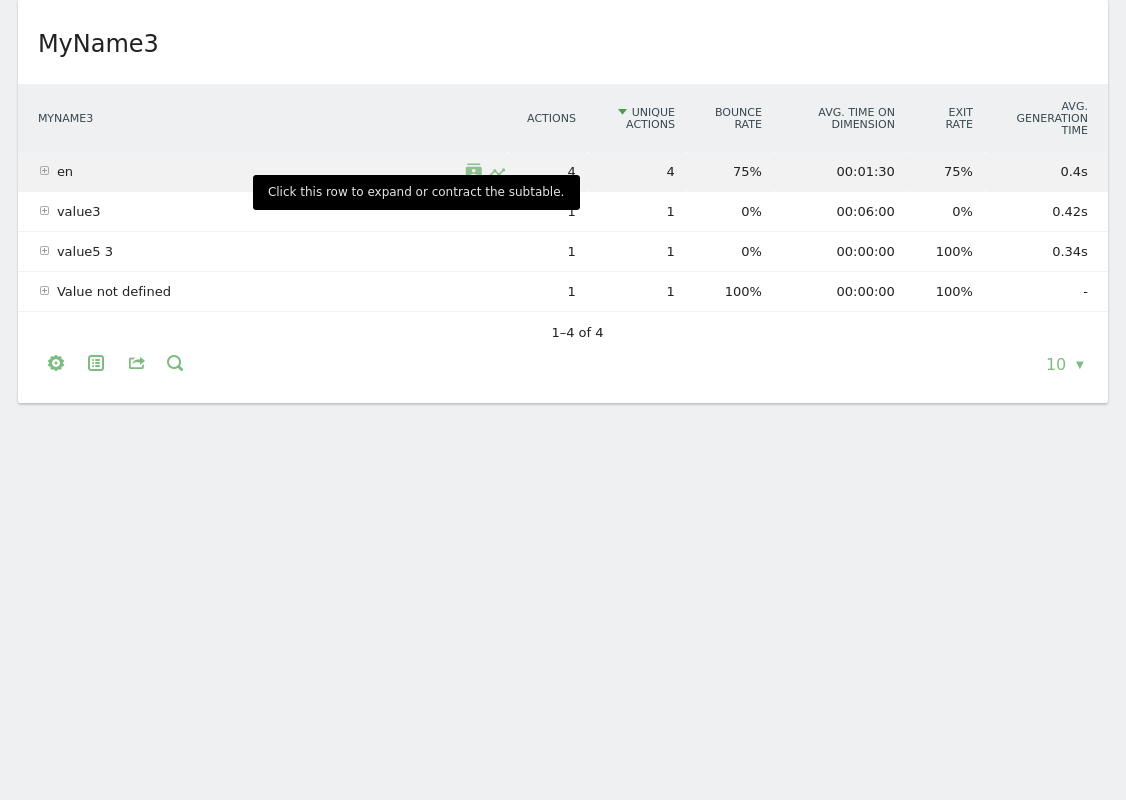 MyName3
MYNAME3 ACTIONS UNIQUE ACTIONS BOUNCE RATE AVG. TIME ON DIMENSION EXIT RATE AVG. GENERATION TIME
en 4 4 75% 00:01:30 75% 0.4s
Click this row to expand or contract the subtable.
value3 1 1 0% 00:06:00 0% 0.42s
value5 3 1 1 0% 00:00:00 100% 0.34s
Value not defined 1 1 100% 00:00:00 100% -
1–4 of 4
10